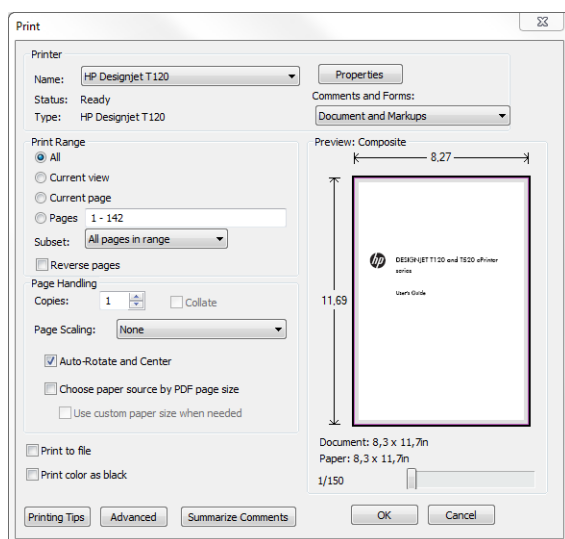 Print
Printer
Name: HP Designjet T120 Properties
Status: Ready Comments and Forms:
Type: HP Designjet T120 Document and Markups
Print Range
All
Current view
Current page
Pages 1 - 142
Subset: All pages in range
Reverse pages
Page Handling
Copies: 1 Collate
Page Scaling: None
Auto-Rotate and Center
Choose paper source by PDF page size
Use custom paper size when needed
Print to file
Print color as black
Preview: Composite
8,27
11,69
hp
DESIGNJET T120 and T520 ePrinter
series
User's Guide
Document: 8,3 x 11,7in
Paper: 8,3 x 11,7in
1/150
Printing Tips Advanced Summarize Comments OK Cancel